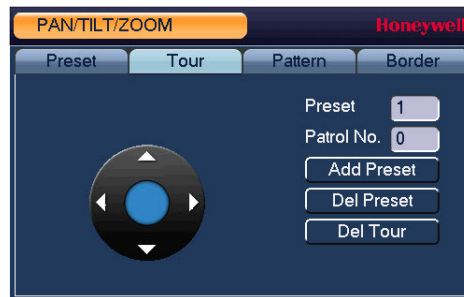 PAN/TILT/ZOOM Honeywell
Preset Tour Pattern Border
Preset 1
Patrol No. 0
Add Preset
Del Preset
Del Tour